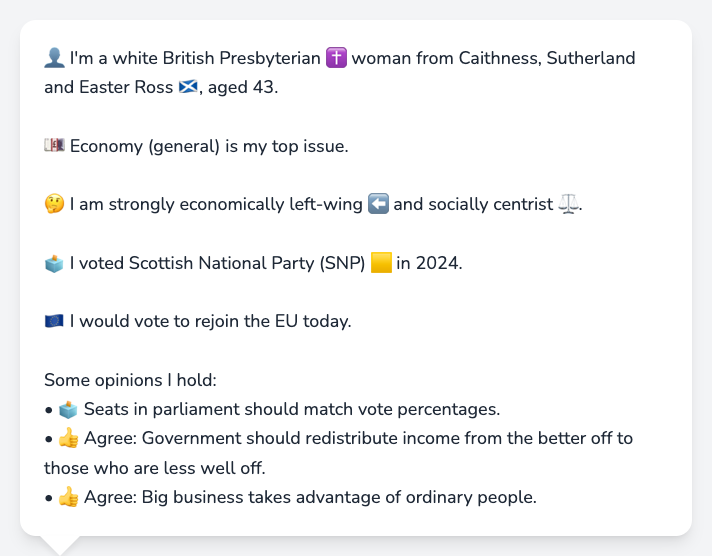 👤 I'm a white British Presbyterian ✝️ woman from Caithness, Sutherland
and Easter Ross 🏴󠁧󠁢󠁳󠁣󠁴󠁿, aged 43.
💷 Economy (general) is my top issue.
🤔 I am strongly economically left-wing ⬅️ and socially centrist ⚖️.
🗳️ I voted Scottish National Party (SNP) 🟨 in 2024.
🇪🇺 I would vote to rejoin the EU today.
Some opinions I hold:
• 🗳️ Seats in parliament should match vote percentages.
• 👍 Agree: Government should redistribute income from the better off to
those who are less well off.
• 👍 Agree: Big business takes advantage of ordinary people.